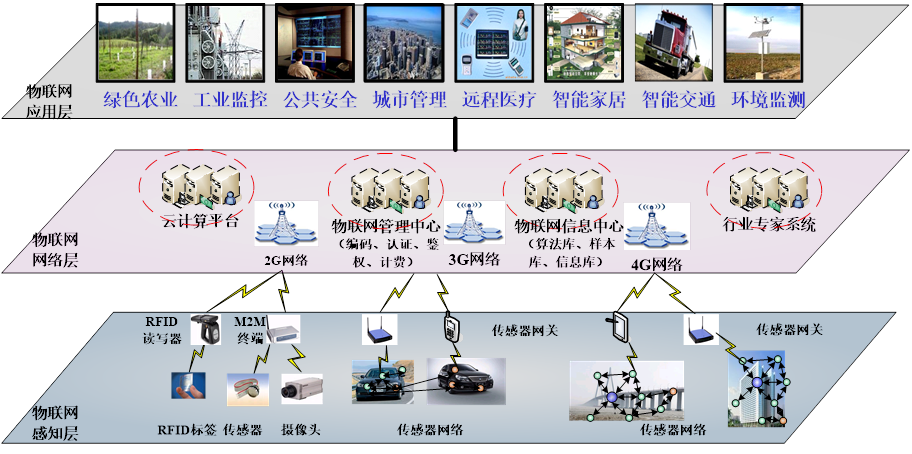 物联网
应用层
绿色农业 工业监控 公共安全 城市管理 远程医疗 智能家居 智能交通 环境监测
物联网
网络层
云计算平台
2G网络
物联网管理中心
（编码、认证、鉴
权、计费）
3G网络
物联网信息中心
（算法库、样本
库、信息库）
4G网络
行业专家系统
物联网
感知层
RFID
读写器
M2M
终端
传感器网关
传感器网关
RFID标签 传感器 摄像头 传感器网络 传感器网络